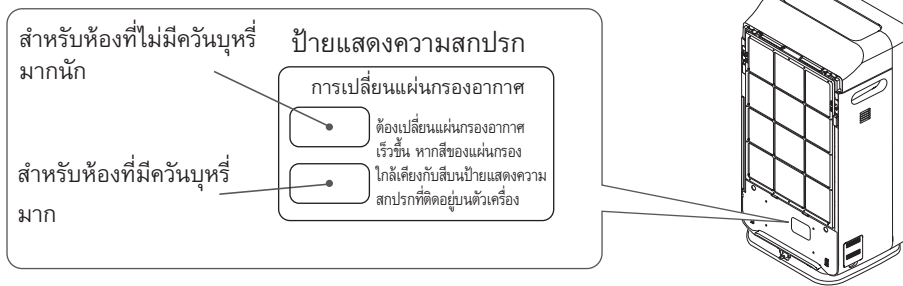 สำหรับห้องที่ไม่มีควันบุหรี่
มากนัก
สำหรับห้องที่มีควันบุหรี่
มาก
ป้ายแสดงความสกปรก
การเปลี่ยนแผ่นกรองอากาศ
ต้องเปลี่ยนแผ่นกรองอากาศ
เร็วขึ้น หากสีของแผ่นกรอง
ใกล้เคียงกับสีบนป้ายแสดงความ
สกปรกที่ติดอยู่บนตัวเครื่อง